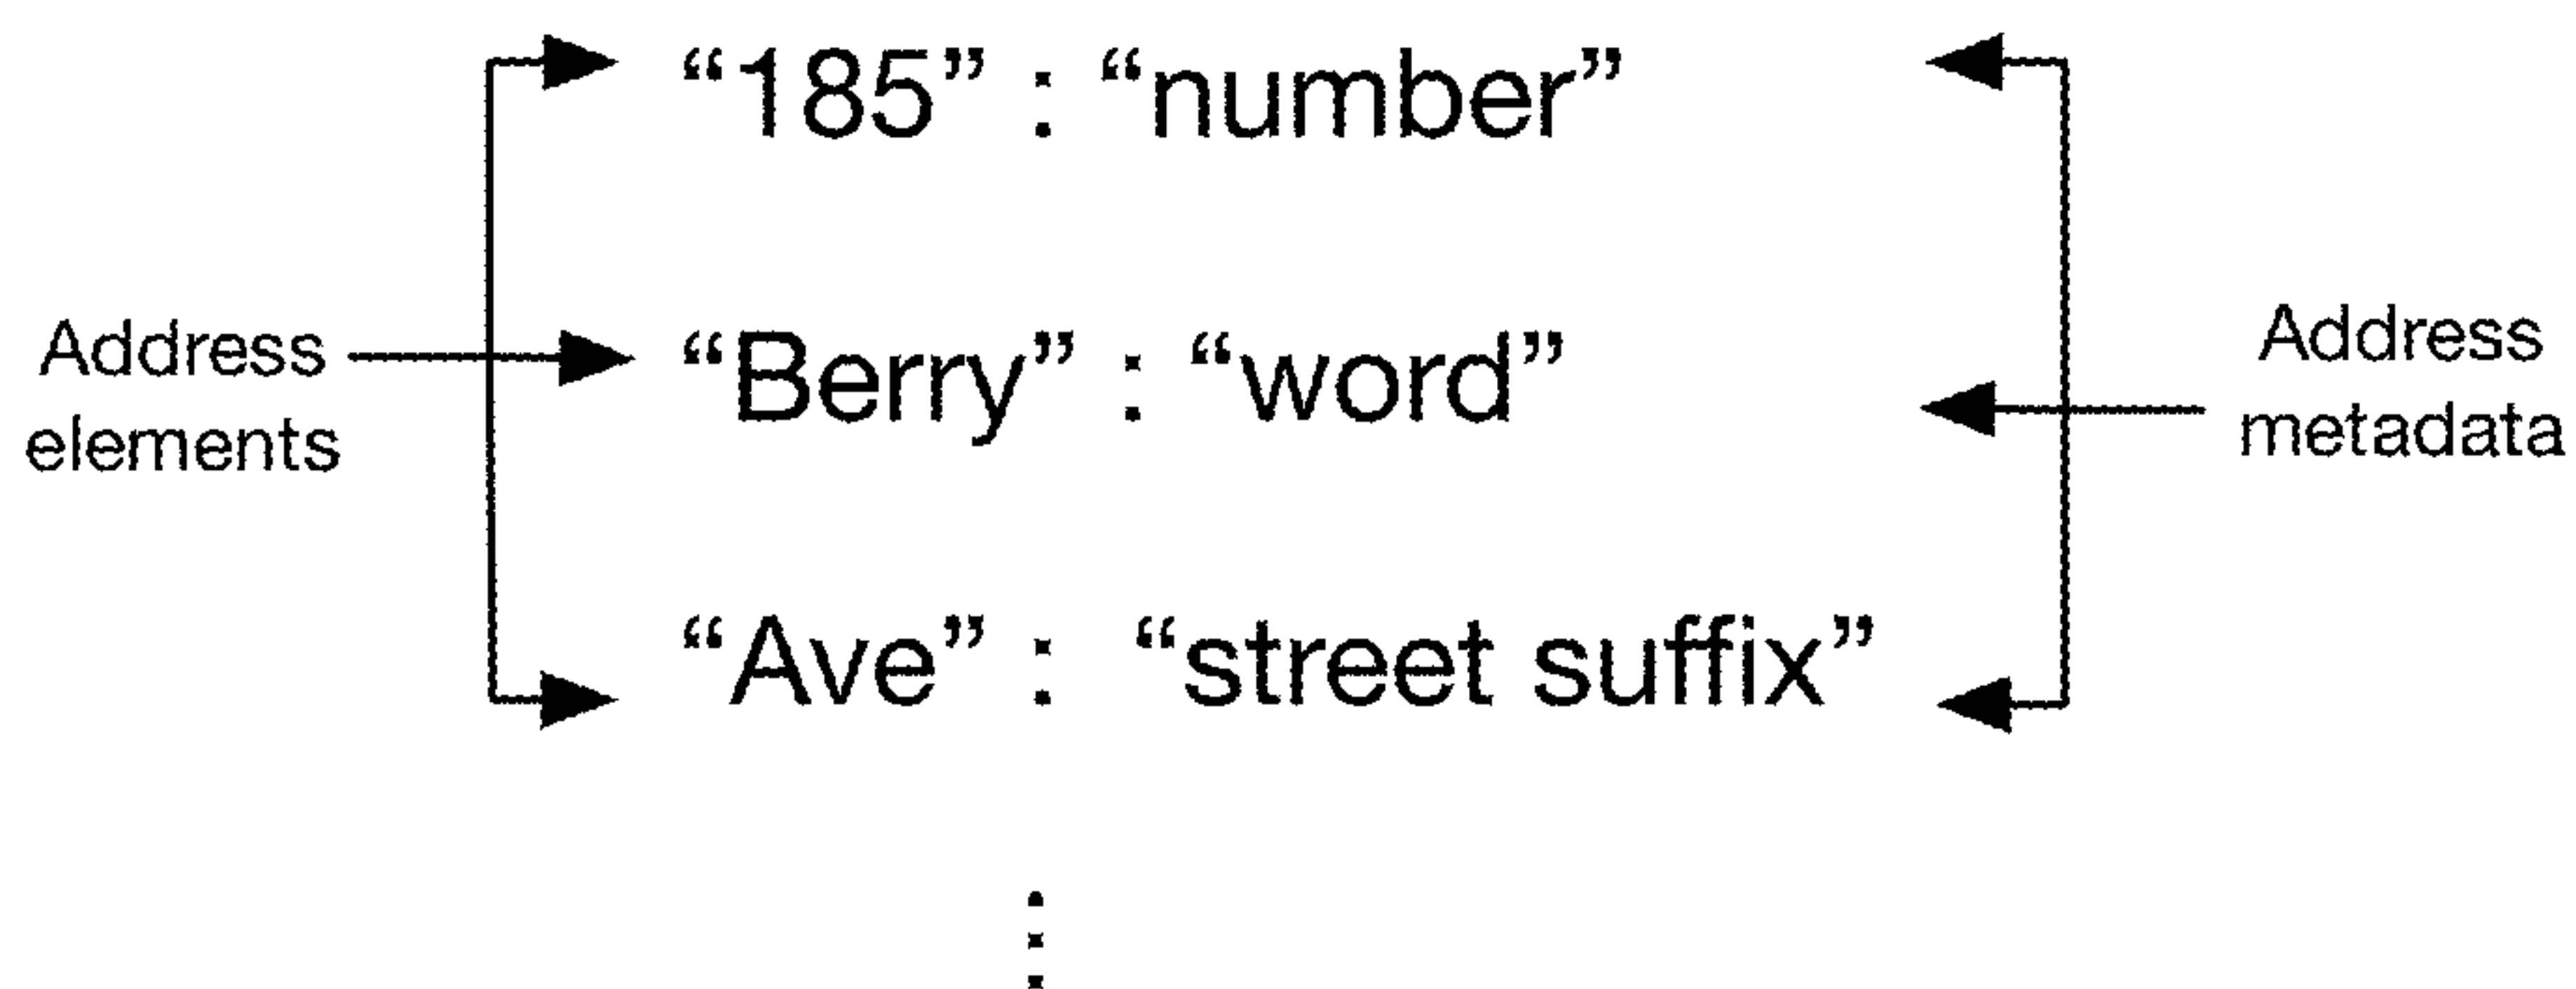 “185” : “number”
Address
elements
“Berry” : “word”
Address
metadata
“Ave” : “street suffix”